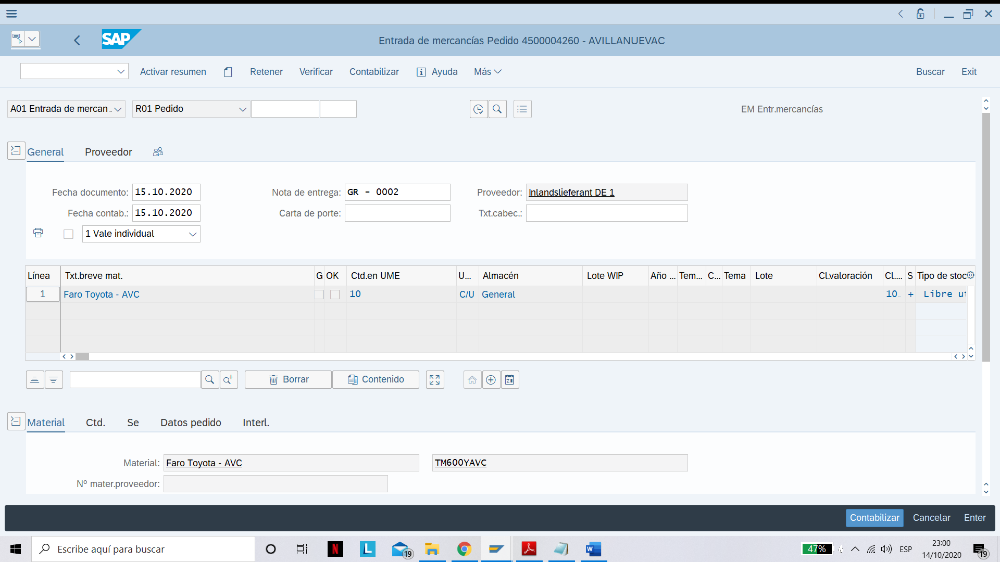 SAP
Entrada de mercancías Pedido 4500004260 - AVILLANUEVAC
Activar resumen Retener Verificar Contabilizar Ayuda Más Buscar Exit
A01 Entrada de mercan... R01 Pedido EM Entr.mercancías
General Proveedor
Fecha documento: 15.10.2020 Nota de entrega: GR - 0002 Proveedor: Inlandslieferant DE 1
Fecha contab.: 15.10.2020 Carta de porte: Txt.cabec.:
1 Vale individual
Línea Txt.breve mat. G OK Ctd.en UME U... Almacén Lote WIP Año ... Tem... C... Tema Lote Cl.valoración Cl.... S Tipo de stoc
1 Faro Toyota - AVC 10 C/U General 10... + Libre ut
Borrar Contenido
Material Ctd. Se Datos pedido Interl.
Material: Faro Toyota - AVC TM600YAVC
Nº mater.proveedor:
Contabilizar Cancelar Enter
Escribe aquí para buscar 19 47% ESP 23:00
14/10/2020 19